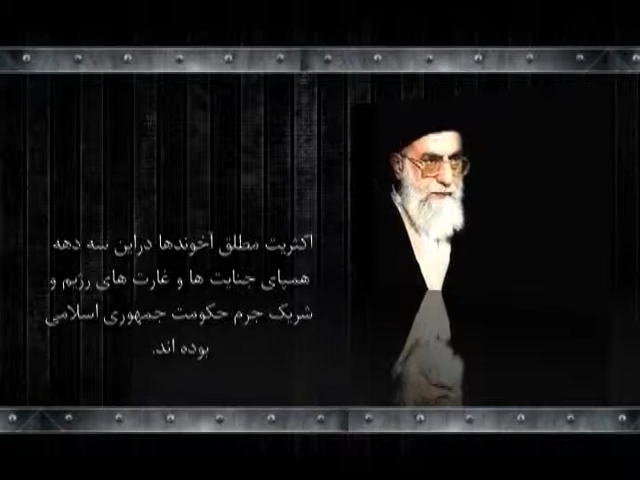 اکثریت مطلق آخوندها دراین سه دهه
همپای جنایت ها و غارت های رژیم و
شریک جرم حکومت جمهوری اسلامی
بوده اند.